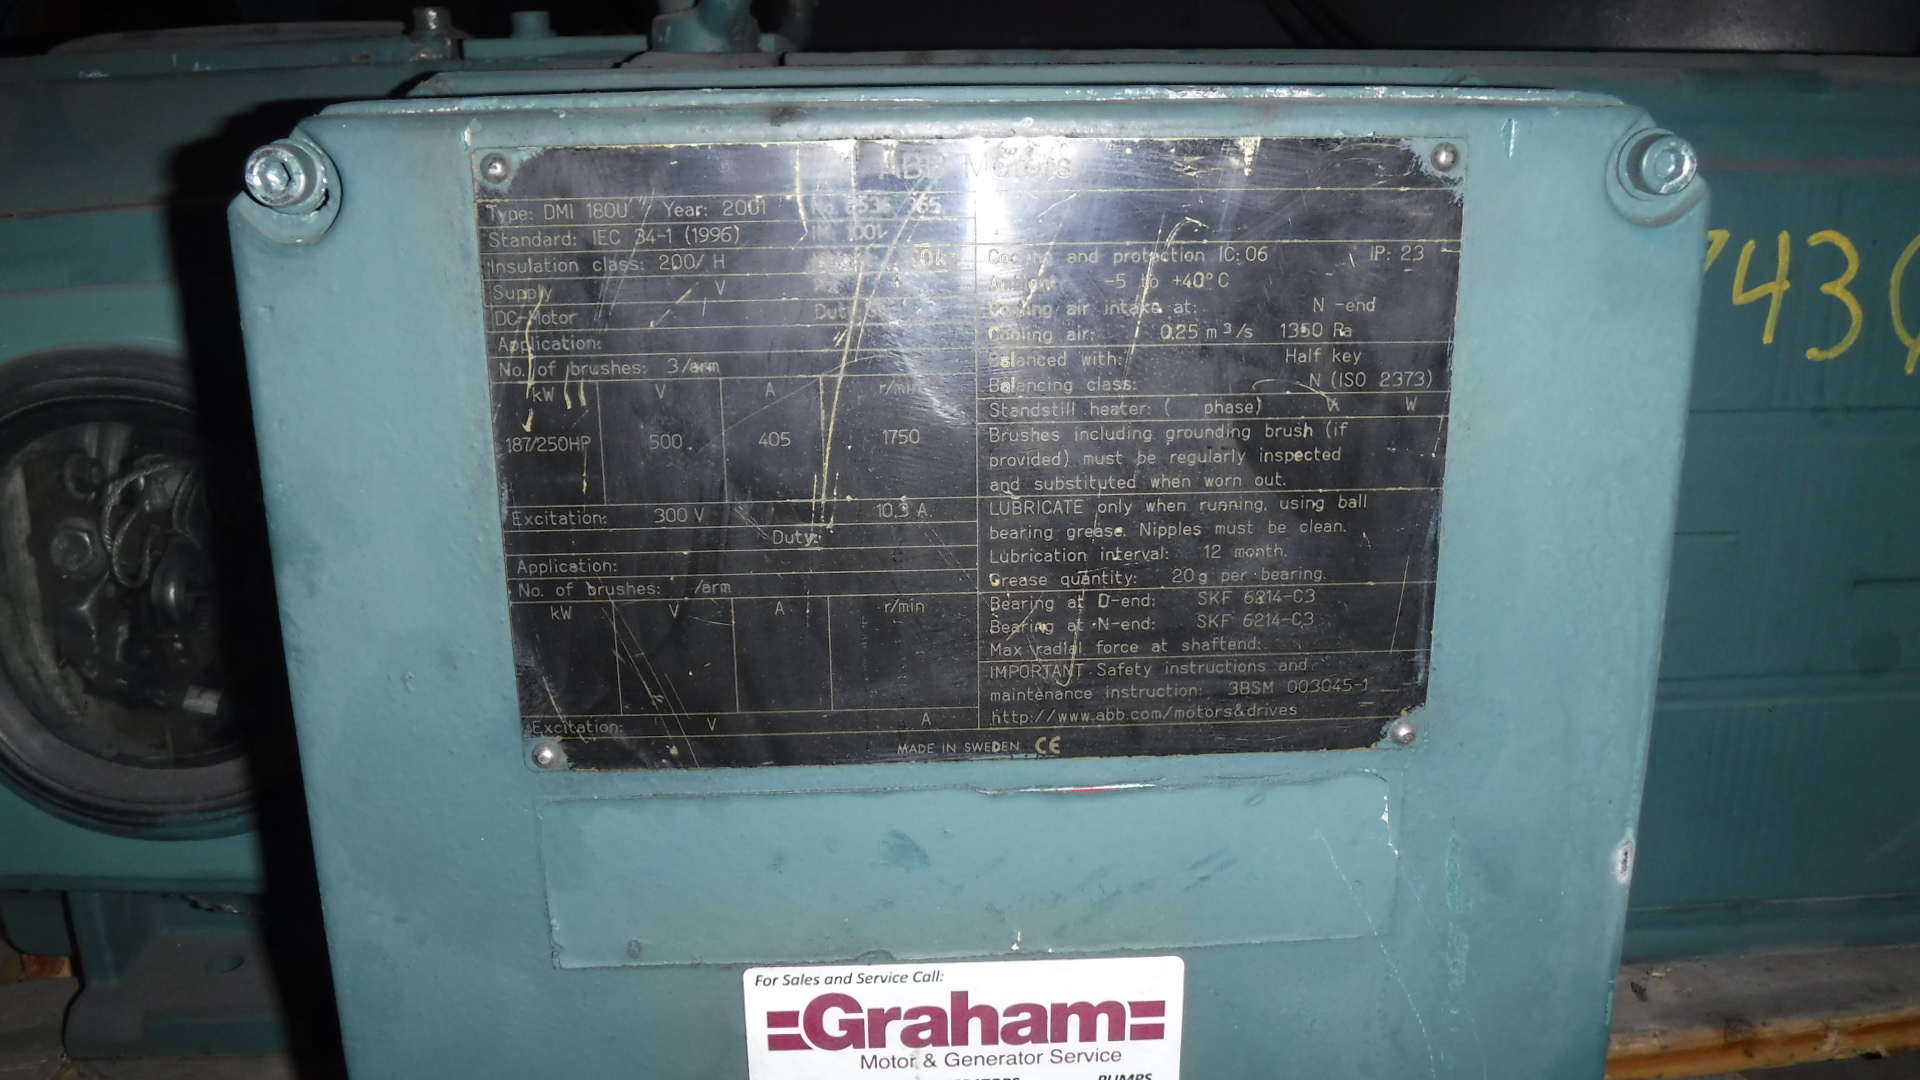 ABB Motors
Type: DMI 180U Year: 2001 No
Standard: IEC 34-1 (1996) IM: 1001
Insulation class: 200/ H
Supply V
DC-Motor Duty:
Application:
No. of brushes: 3/arm
kW V A r/min
187/250HP 500 405 1750
Excitation: 300 V 10.3 A
Duty:
Application:
No. of brushes: /arm
kW V A r/min
Excitation: V A
Cooling and protection IC: 06 IP: 23
Ambient -5 to +40°C
Cooling air intake at: N -end
Cooling air: 0.25 m³/s 1350 Pa
Balanced with: Half key
Balancing class: N (ISO 2373)
Standstill heater: ( phase) V W
Brushes including grounding brush (if
provided) must be regularly inspected
and substituted when worn out.
LUBRICATE only when running, using ball
bearing grease. Nipples must be clean.
Lubrication interval: 12 month.
Grease quantity: 20g per bearing.
Bearing at D-end: SKF 6214-C3
Bearing at N-end: SKF 6214-C3
Max radial force at shaftend:
IMPORTANT Safety instructions and
maintenance instruction: 3BSM 003045-1
http://www.abb.com/motors&drives
MADE IN SWEDEN CE
743
For Sales and Service Call:
Graham
Motor & Generator Service
PUMPS